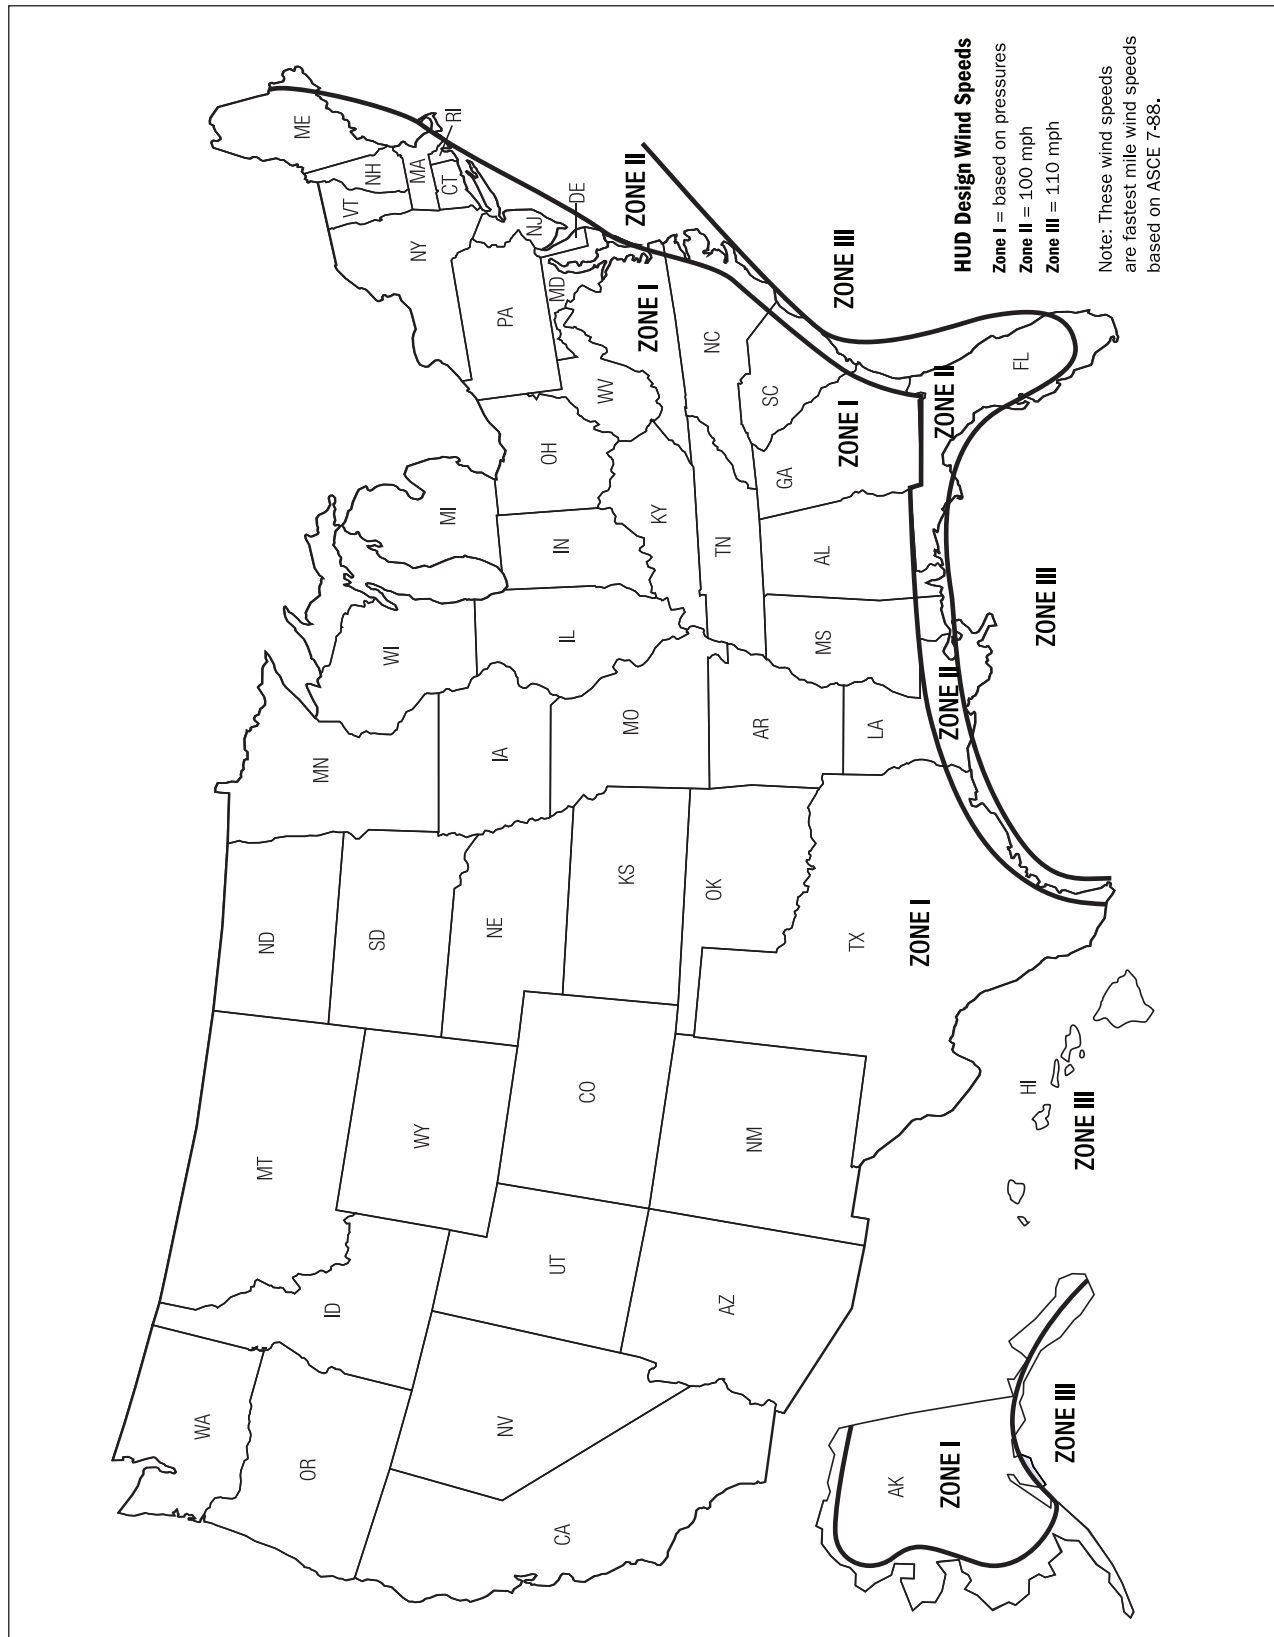 WA
OR
CA
NV
ID
MT
WY
UT
AZ
CO
NM
ND
SD
NE
KS
OK
TX
ZONE I
MN
IA
MO
AR
LA
ZONE II
WI
IL
MS
MI
IN
KY
TN
AL
OH
WV
GA
ZONE I
SC
NC
ZONE II
FL
PA
MD
ZONE I
NY
NJ
DE
VT
NH
MA
CT
RI
ME
ZONE II
ZONE III
ZONE III
AK
ZONE I
ZONE III
HI
ZONE III
HUD Design Wind Speeds
Zone I = based on pressures
Zone II = 100 mph
Zone III = 110 mph
Note: These wind speeds
are fastest mile wind speeds
based on ASCE 7-88.